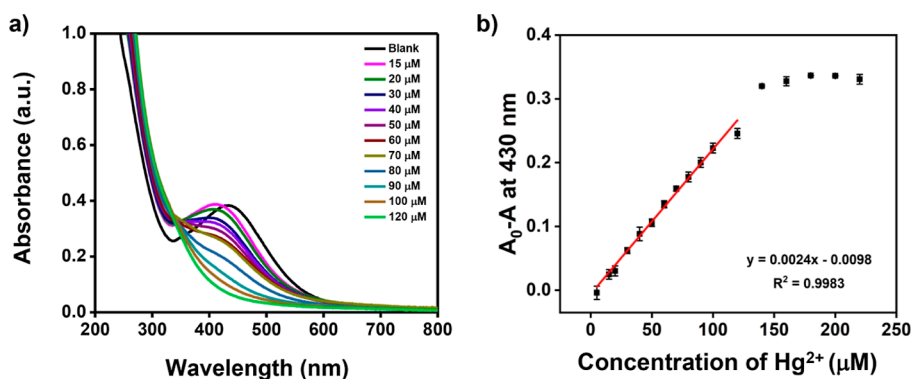 a)
Absorbance (a.u.)
1.0
0.8
0.6
0.4
0.2
0.0
200 300 400 500 600 700 800
Wavelength (nm)
Blank
15 μM
20 μM
30 μM
40 μM
50 μM
60 μM
70 μM
80 μM
90 μM
100 μM
120 μM
b)
A₀-A at 430 nm
0.4
0.3
0.2
0.1
0.0
0 50 100 150 200 250
Concentration of Hg²⁺ (μM)
y = 0.0024x - 0.0098
R² = 0.9983